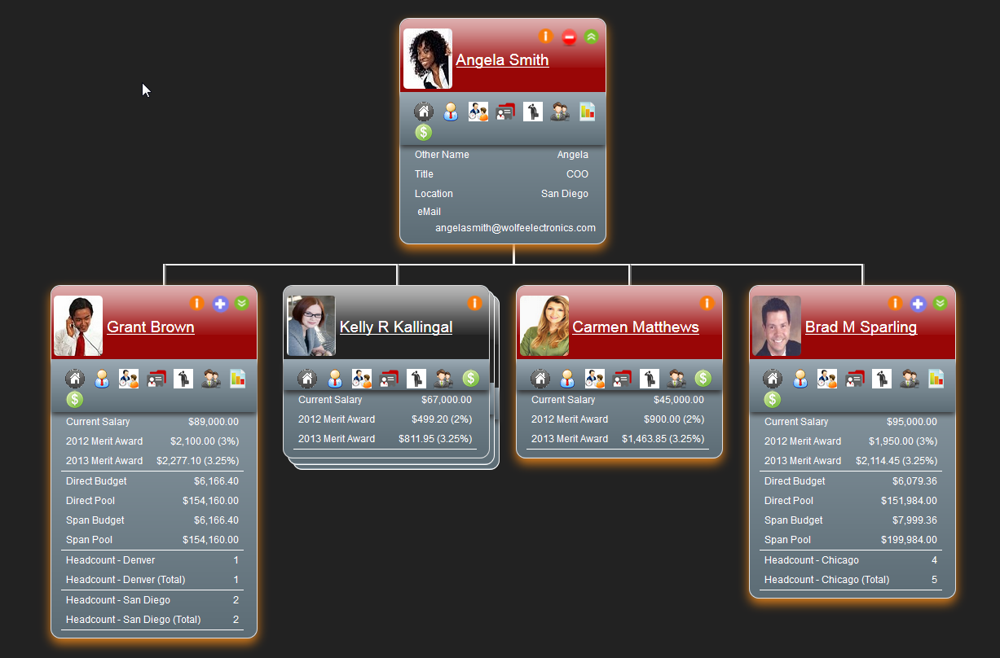 Angela Smith
Other Name Angela
Title COO
Location San Diego
eMail
angelasmith@wolfeelectronics.com
Grant Brown
Current Salary $89,000.00
2012 Merit Award $2,100.00 (3%)
2013 Merit Award $2,277.10 (3.25%)
Direct Budget $6,166.40
Direct Pool $154,160.00
Span Budget $6,166.40
Span Pool $154,160.00
Headcount - Denver 1
Headcount - Denver (Total) 1
Headcount - San Diego 2
Headcount - San Diego (Total) 2
Kelly R Kallingal
Current Salary $67,000.00
2012 Merit Award $499.20 (2%)
2013 Merit Award $811.95 (3.25%)
Carmen Matthews
Current Salary $45,000.00
2012 Merit Award $900.00 (2%)
2013 Merit Award $1,463.85 (3.25%)
Brad M Sparling
Current Salary $95,000.00
2012 Merit Award $1,950.00 (3%)
2013 Merit Award $2,114.45 (3.25%)
Direct Budget $6,079.36
Direct Pool $151,984.00
Span Budget $7,999.36
Span Pool $199,984.00
Headcount - Chicago 4
Headcount - Chicago (Total) 5